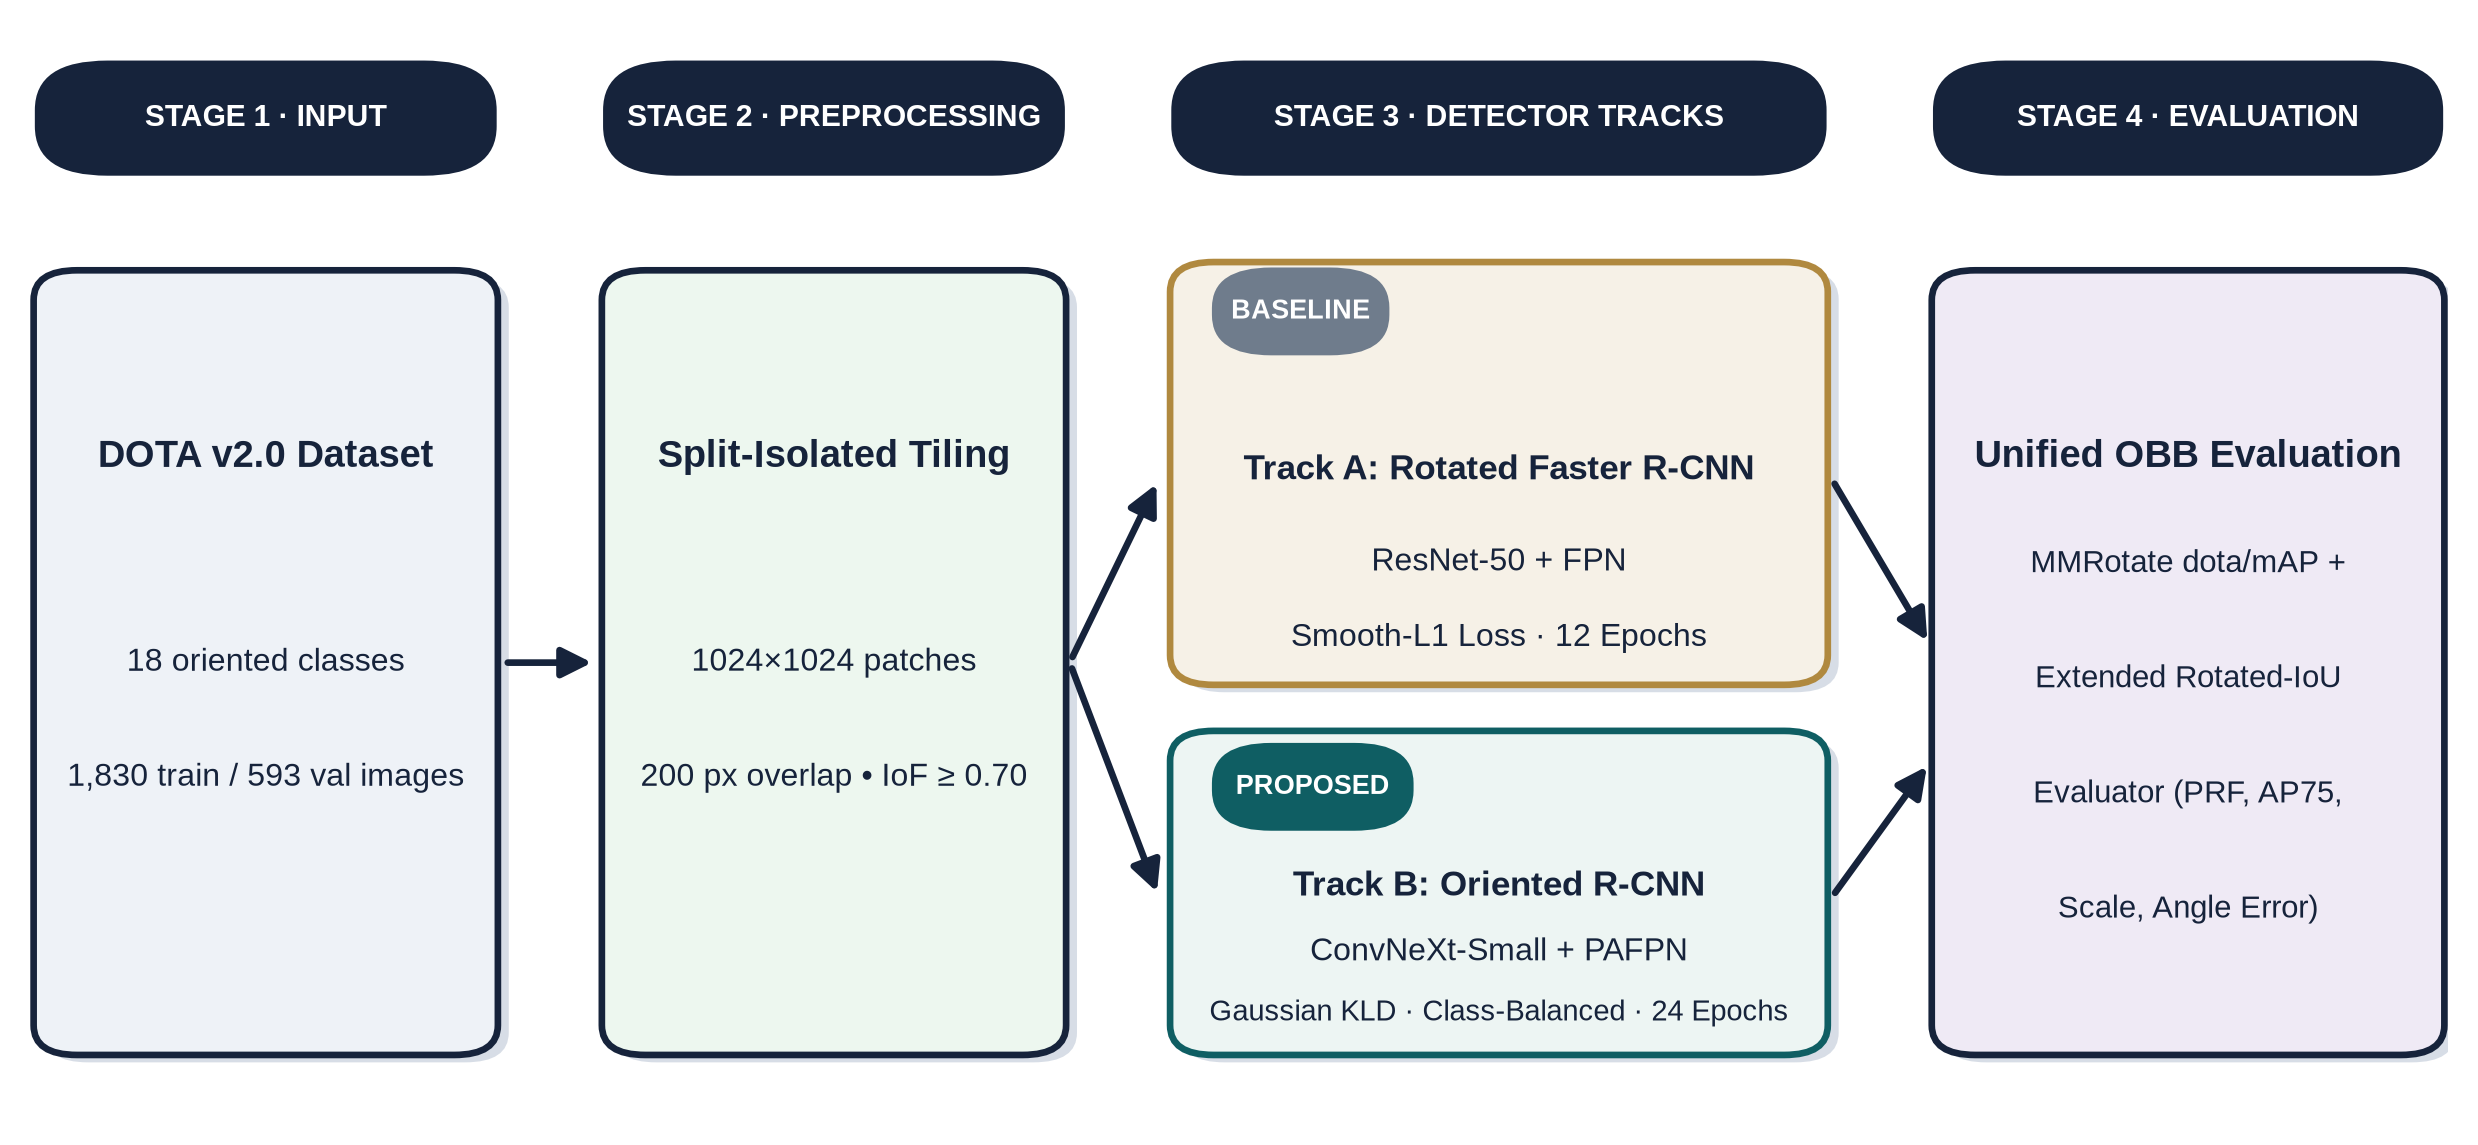 STAGE 1 · INPUT
STAGE 2 · PREPROCESSING
STAGE 3 · DETECTOR TRACKS
STAGE 4 · EVALUATION
DOTA v2.0 Dataset
18 oriented classes
1,830 train / 593 val images
Split-Isolated Tiling
1024×1024 patches
200 px overlap • IoF ≥ 0.70
BASELINE
Track A: Rotated Faster R-CNN
ResNet-50 + FPN
Smooth-L1 Loss · 12 Epochs
PROPOSED
Track B: Oriented R-CNN
ConvNeXt-Small + PAFPN
Gaussian KLD · Class-Balanced · 24 Epochs
Unified OBB Evaluation
MMRotate dota/mAP +
Extended Rotated-IoU
Evaluator (PRF, AP75,
Scale, Angle Error)